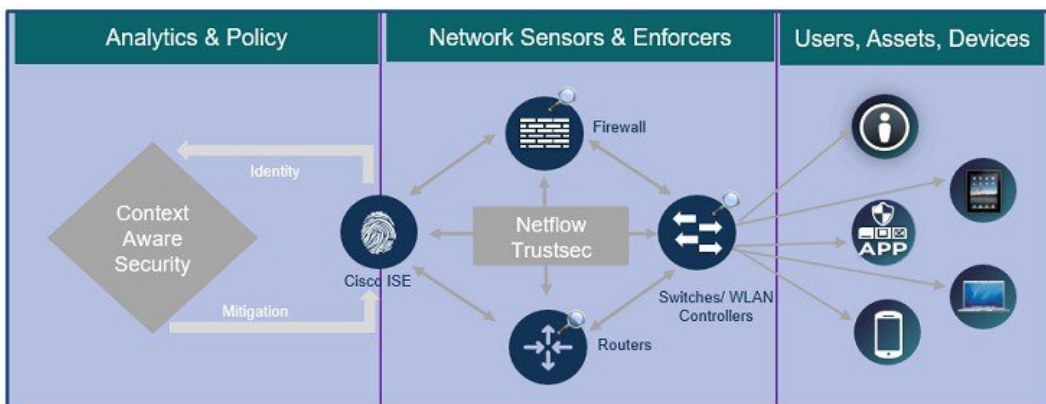 Analytics & Policy
Network Sensors & Enforcers
Users, Assets, Devices
Identity
Context
Aware
Security
Mitigation
Cisco ISE
Firewall
Netflow
Trustsec
Routers
Switches/ WLAN
Controllers
APP